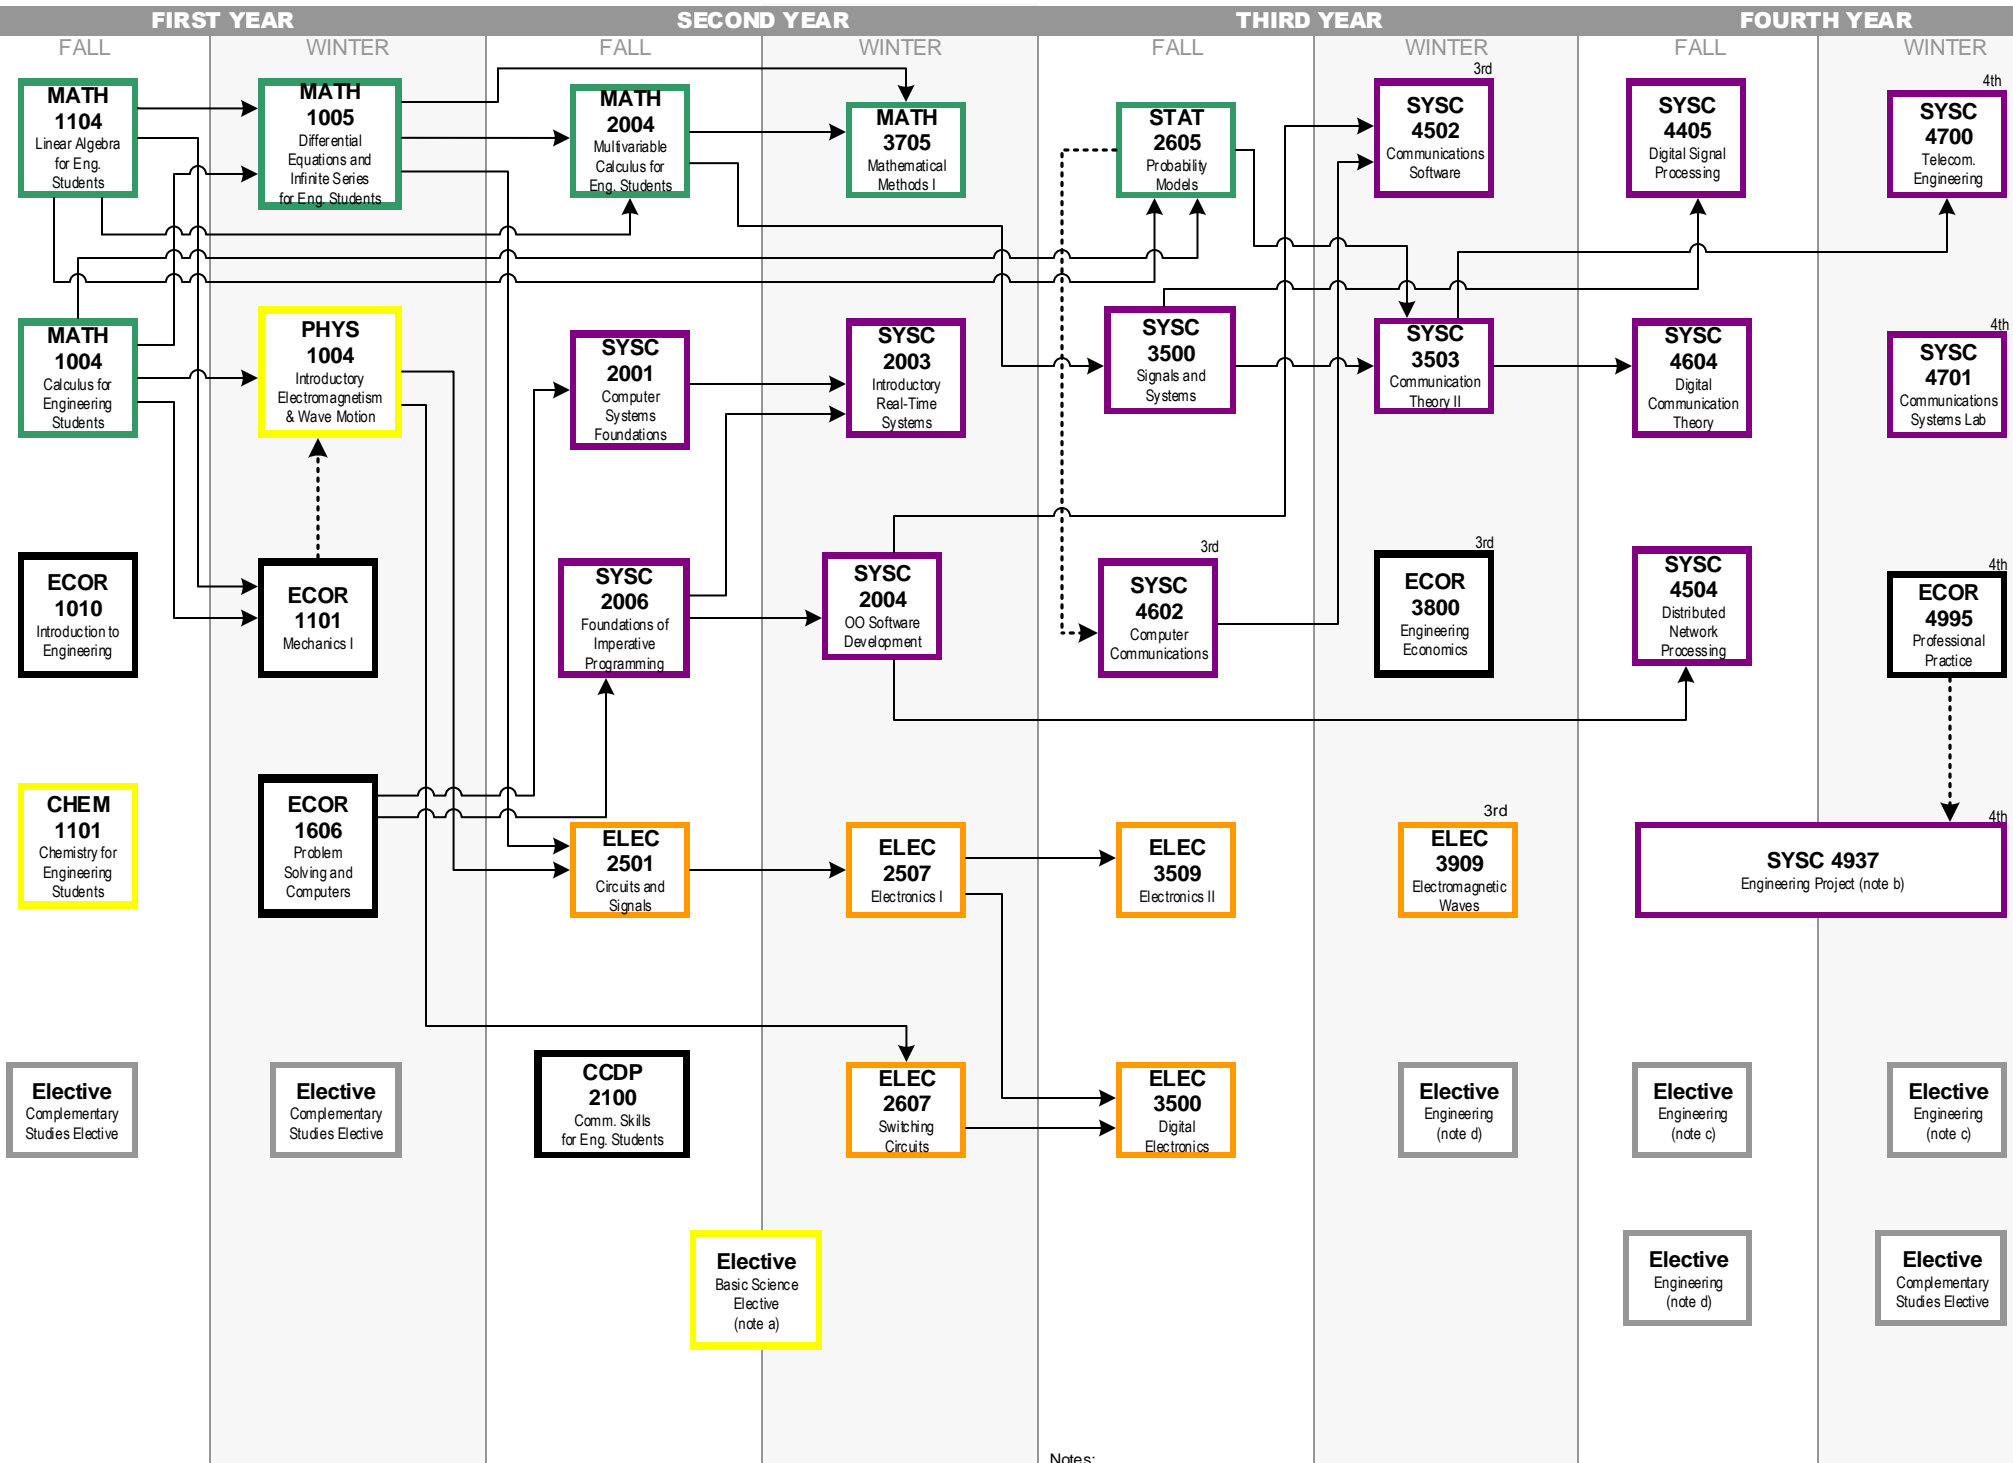 FIRST YEAR
SECOND YEAR
THIRD YEAR
FOURTH YEAR
FALL
WINTER
FALL
WINTER
FALL
WINTER
FALL
WINTER
MATH
1104
Linear Algebra
for Eng.
Students
MATH
1005
Differential
Equations and
Infinite Series
for Eng. Students
MATH
2004
Multivariable
Calculus for
Eng. Students
MATH
3705
Mathematical
Methods I
STAT
2605
Probability
Models
3rd
SYSC
4502
Communications
Software
SYSC
4405
Digital Signal
Processing
4th
SYSC
4700
Telecom.
Engineering
MATH
1004
Calculus for
Engineering
Students
PHYS
1004
Introductory
Electromagnetism
& Wave Motion
SYSC
2001
Computer
Systems
Foundations
SYSC
2003
Introductory
Real-Time
Systems
SYSC
3500
Signals and
Systems
SYSC
3503
Communication
Theory II
SYSC
4604
Digital
Communication
Theory
4th
SYSC
4701
Communications
Systems Lab
ECOR
1010
Introduction to
Engineering
ECOR
1101
Mechanics I
SYSC
2006
Foundations of
Imperative
Programming
SYSC
2004
OO Software
Development
3rd
SYSC
4602
Computer
Communications
3rd
ECOR
3800
Engineering
Economics
SYSC
4504
Distributed
Network
Processing
4th
ECOR
4995
Professional
Practice
CHEM
1101
Chemistry for
Engineering
Students
ECOR
1606
Problem
Solving and
Computers
ELEC
2501
Circuits and
Signals
ELEC
2507
Electronics I
ELEC
3509
Electronics II
3rd
ELEC
3909
Electromagnetic
Waves
4th
SYSC 4937
Engineering Project (note b)
Elective
Complementary
Studies Elective
Elective
Complementary
Studies Elective
CCDP
2100
Comm. Skills
for Eng. Students
ELEC
2607
Switching
Circuits
ELEC
3500
Digital
Electronics
Elective
Engineering
(note d)
Elective
Engineering
(note c)
Elective
Engineering
(note c)
Elective
Basic Science
Elective
(note a)
Elective
Engineering
(note d)
Elective
Complementary
Studies Elective
Notes: